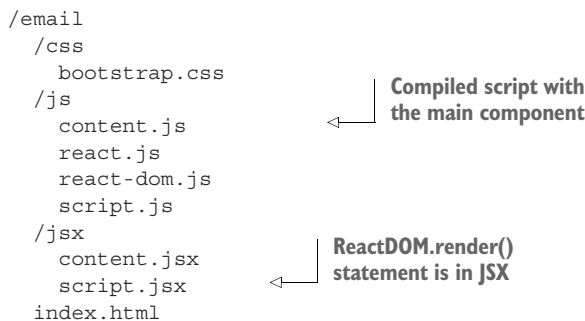 /email
/css
bootstrap.css
/js
content.js
react.js
react-dom.js
script.js
/jsx
content.jsx
script.jsx
index.html
Compiled script with
the main component
ReactDOM.render()
statement is in JSX